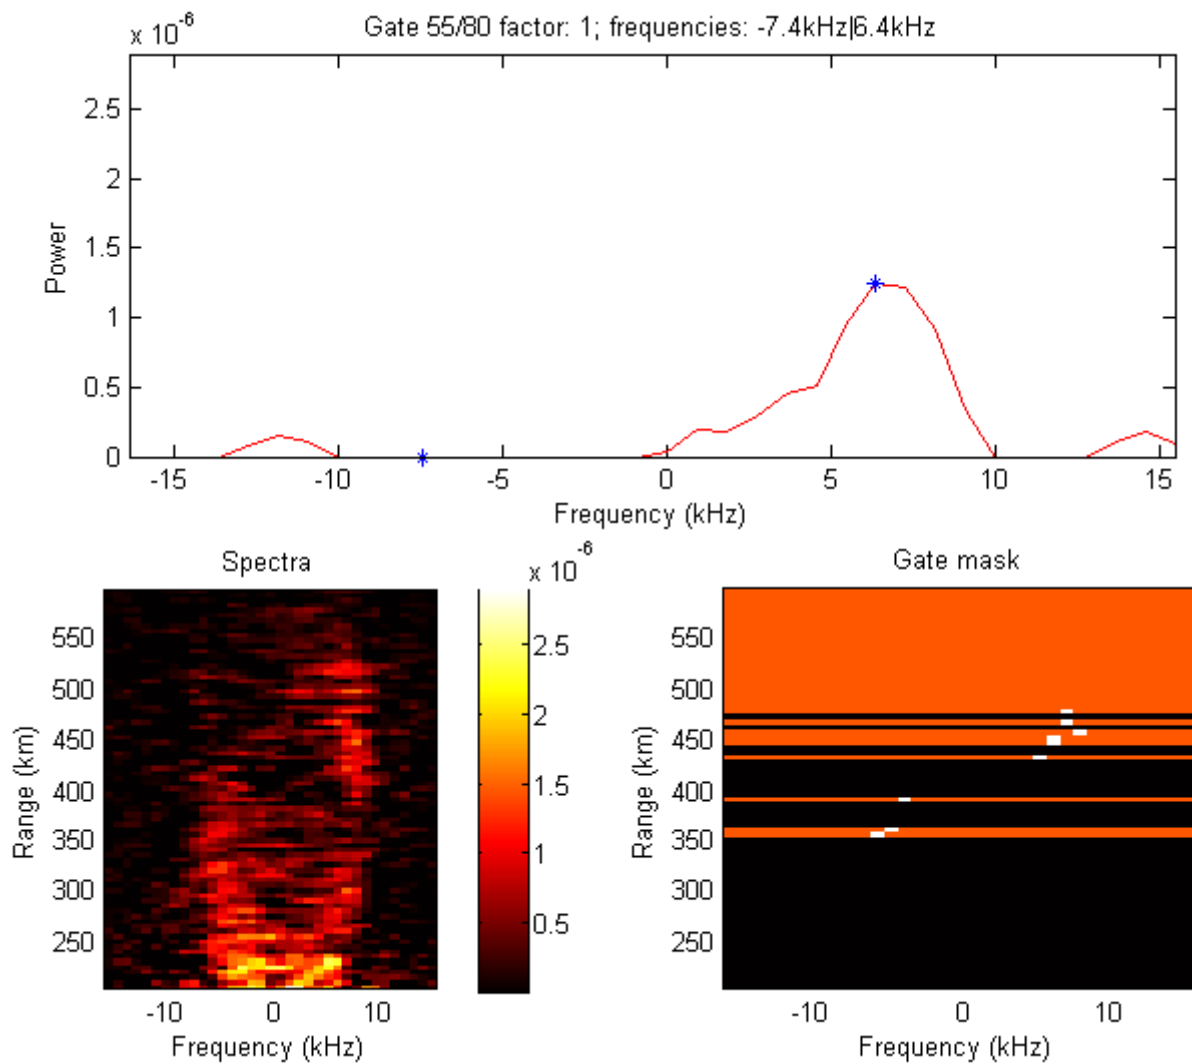 Gate 55/80 factor: 1; frequencies: -7.4kHz|6.4kHz
x 10^-6
2.5
2
1.5
1
0.5
0
Power
-15 -10 -5 0 5 10 15
Frequency (kHz)
Spectra
550
500
450
400
350
300
250
Range (km)
-10 0 10
Frequency (kHz)
x 10^-6
2.5
2
1.5
1
0.5
Gate mask
550
500
450
400
350
300
250
Range (km)
-10 0 10
Frequency (kHz)